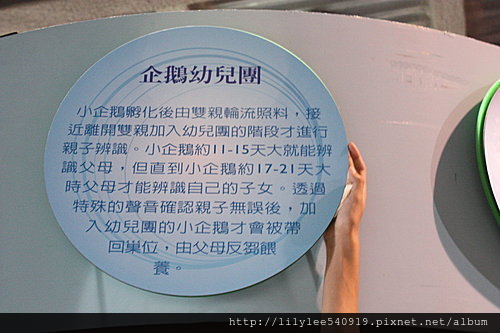 企鵝幼兒團
小企鵝孵化後由雙親輪流照料，接
近離開雙親加入幼兒團的階段才進行
親子辨識。小企鵝約11-15天大就能辨
識父母，但直到小企鵝約17-21天大
時父母才能辨識自己的子女。透過
特殊的聲音確認親子無誤後，加
入幼兒團的小企鵝才會被帶
回巢位，由父母反芻餵
養。
http://lilylee540919.pixnet.net/album